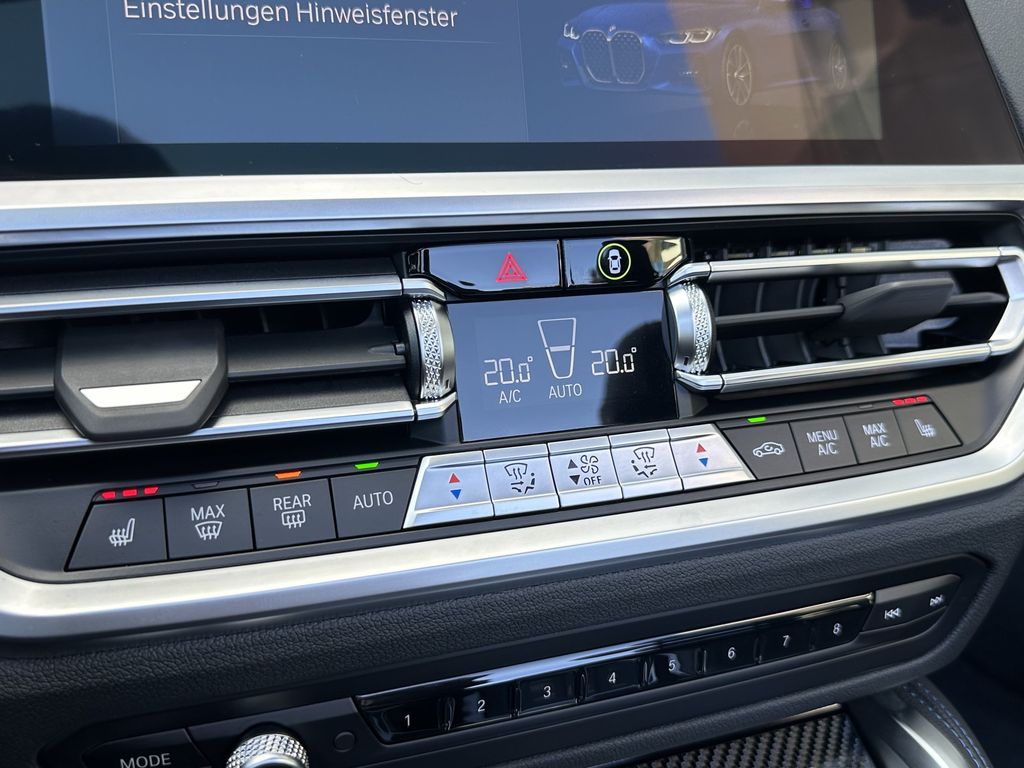 Einstellungen Hinweisfenster
20.0° 20.0°
A/C AUTO
MAX
REAR
AUTO
OFF
MENU
A/C
MAX
A/C
1 2 3 4 5 6 7 8
MODE